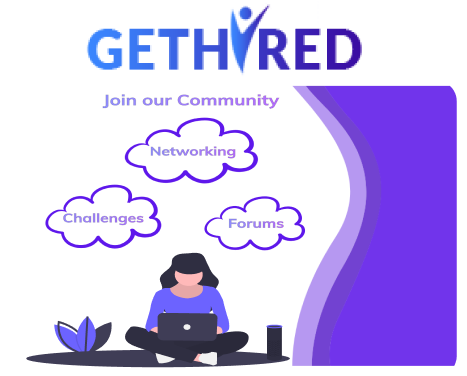 GETHIRED
Join our Community
Networking
Challenges
Forums